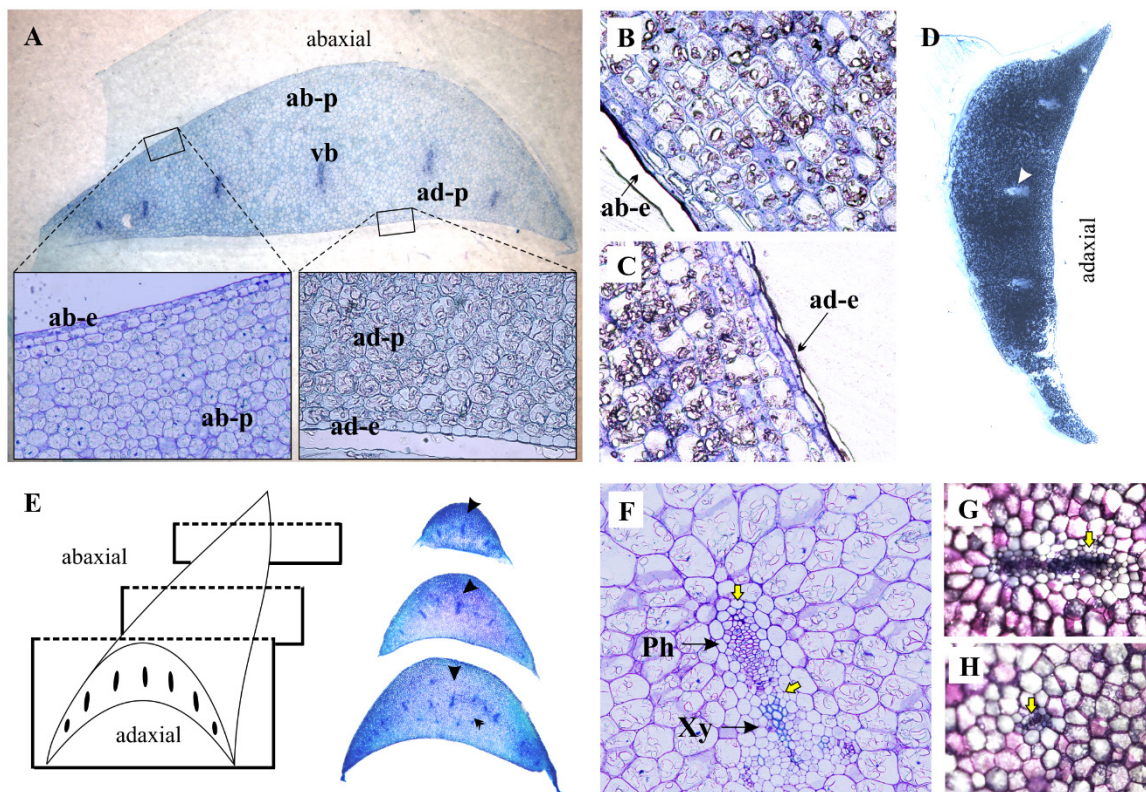 A
abaxial
ab-p
vb
ad-p
ab-e
ab-p
ad-p
ad-e
B
ab-e
C
ad-e
D
adaxial
E
abaxial
adaxial
F
Ph
Xy
G
H